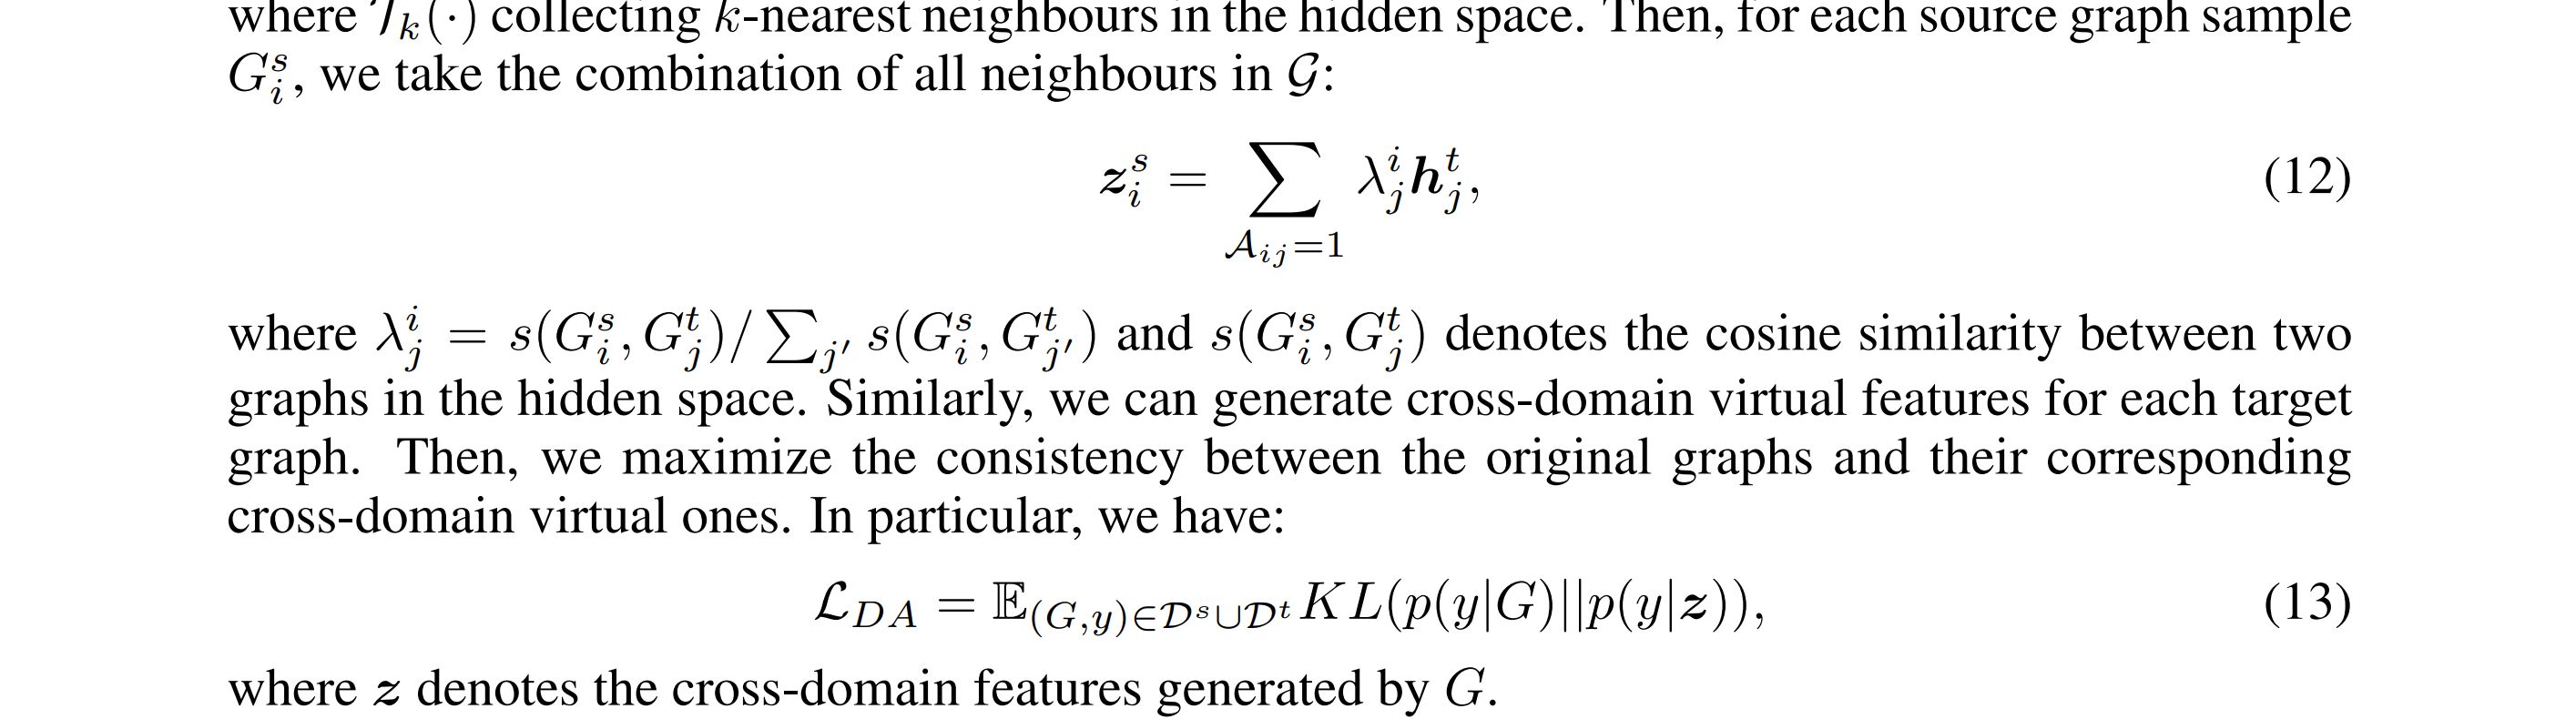 where 𝒯ₖ(·) collecting k-nearest neighbours in the hidden space. Then, for each source graph sample
$G_i^s$, we take the combination of all neighbours in $\mathcal{G}$:
$\boldsymbol{z}_i^s = \sum_{\mathcal{A}_{ij}=1} \lambda_j^i \boldsymbol{h}_j^t,$ (12)
where $\lambda_j^i = s(G_i^s, G_j^t) / \sum_{j'} s(G_i^s, G_{j'}^t)$ and $s(G_i^s, G_j^t)$ denotes the cosine similarity between two
graphs in the hidden space. Similarly, we can generate cross-domain virtual features for each target
graph. Then, we maximize the consistency between the original graphs and their corresponding
cross-domain virtual ones. In particular, we have:
$\mathcal{L}_{DA} = \mathbb{E}_{(G,y)\in\mathcal{D}^s\cup\mathcal{D}^t} KL(p(y|G)||p(y|\boldsymbol{z})),$ (13)
where $\boldsymbol{z}$ denotes the cross-domain features generated by $G$.